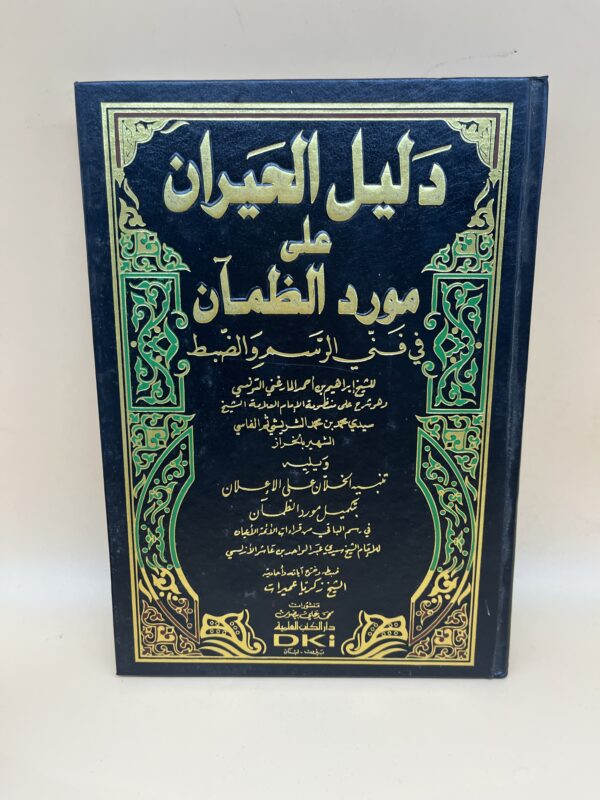 دليل الحيران
على
مورد الظمآن
في فني الرسم والضبط
للشيخ إبراهيم بن أحمد المارغني التونسي
وهو شرح على منظومة الإمام العلامة الشيخ
سيدي محمد بن محمد الشريشي ثم الفاسي
الشهير بالخراز
ويليه
تنبيه الخلان على الإعلان
بتكميل مورد الظمآن
في رسم الباقي من قراءات الأئمة الأعيان
للإمام الشيخ سيدي عبد الواحد بن عاشر الأندلسي
ضبطه وخرج آياته وأحاديثه
الشيخ زكريا عميرات
منشورات
محمد علي بيضون
دار الكتب العلمية
DKi
بيروت - لبنان